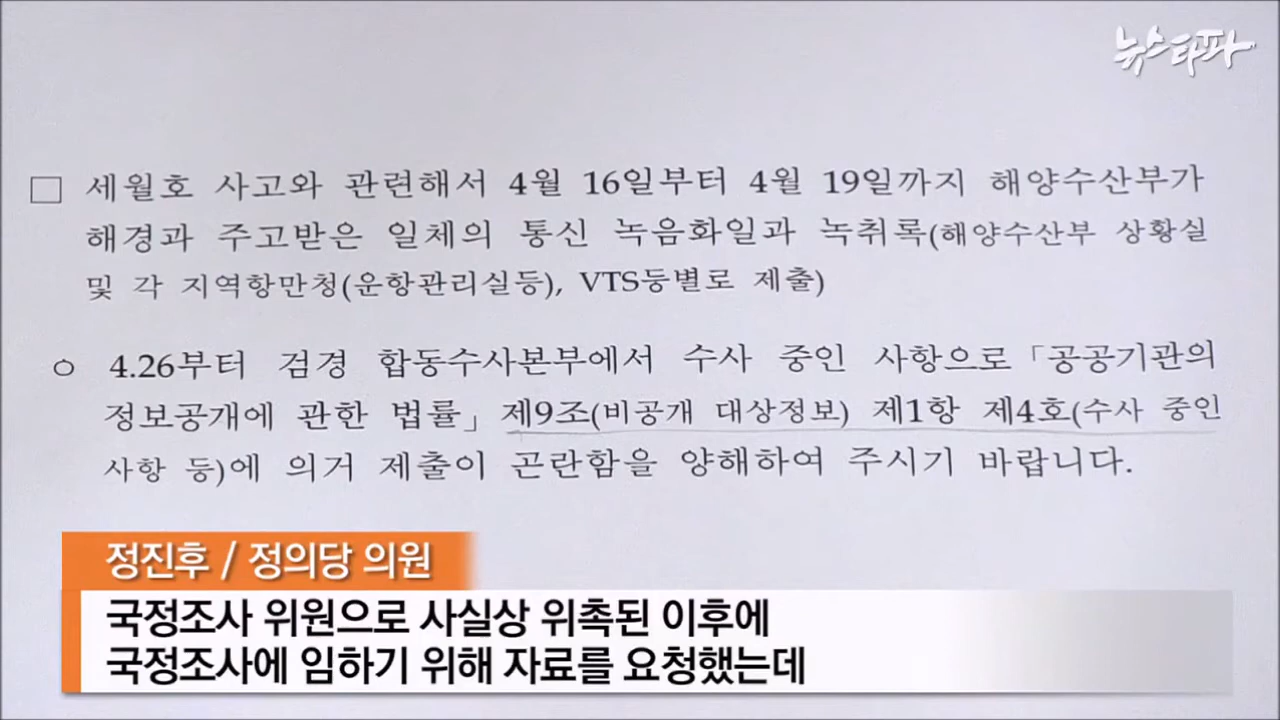 뉴스타파
□ 세월호 사고와 관련해서 4월 16일부터 4월 19일까지 해양수산부가
해경과 주고받은 일체의 통신 녹음화일과 녹취록(해양수산부 상황실
및 각 지역항만청(운항관리실등), VTS등별로 제출)
○ 4.26부터 검경 합동수사본부에서 수사 중인 사항으로「공공기관의
정보공개에 관한 법률」제9조(비공개 대상정보) 제1항 제4호(수사 중인
사항 등)에 의거 제출이 곤란함을 양해하여 주시기 바랍니다.
정진후 / 정의당 의원
국정조사 위원으로 사실상 위촉된 이후에
국정조사에 임하기 위해 자료를 요청했는데